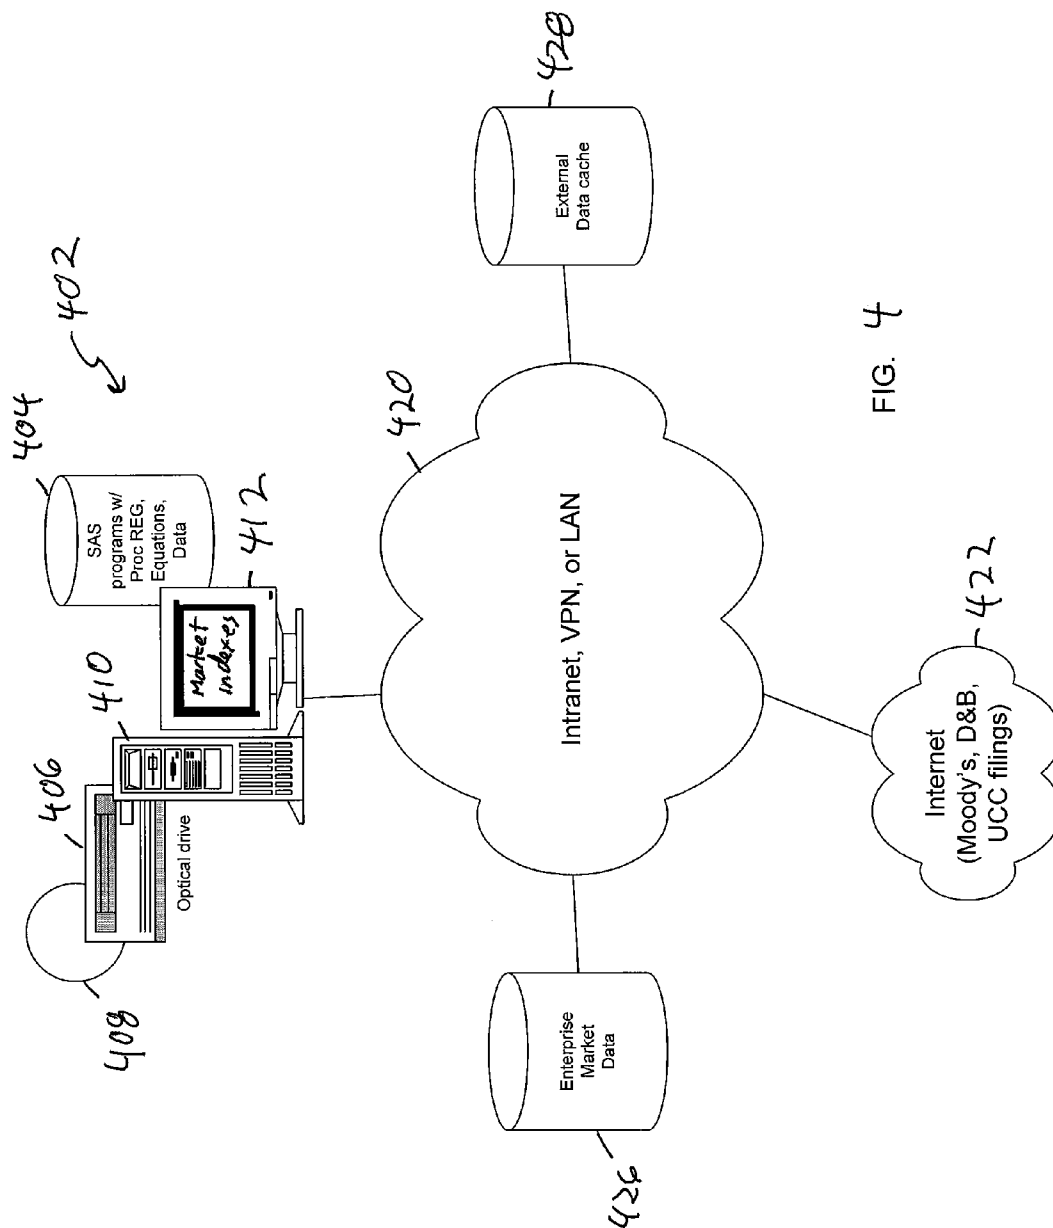 404
406
402
SAS
programs w/
Proc REG,
Equations,
Data
410
408
Optical drive
Market
indexes
412
420
428
External
Data cache
Intranet, VPN, or LAN
Enterprise
Market
Data
426
FIG. 4
Internet
(Moody's, D&B,
UCC filings)
422